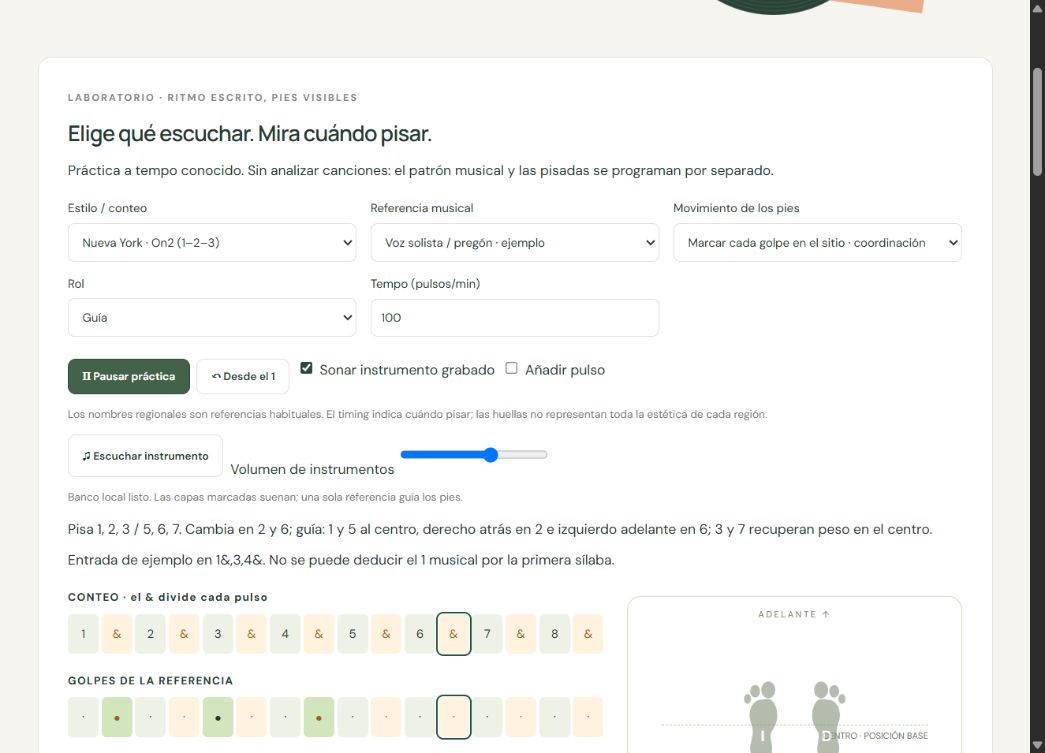 LABORATORIO · RITMO ESCRITO, PIES VISIBLES
Elige qué escuchar. Mira cuándo pisar.
Práctica a tempo conocido. Sin analizar canciones: el patrón musical y las pisadas se programan por separado.
Estilo / conteo
Referencia musical
Movimiento de los pies
Nueva York · On2 (1–2–3)
Voz solista / pregón · ejemplo
Marcar cada golpe en el sitio · coordinación
Rol
Tempo (pulsos/min)
Guía
100
Pausar práctica
Desde el 1
Sonar instrumento grabado
Añadir pulso
Los nombres regionales son referencias habituales. El timing indica cuándo pisar; las huellas no representan toda la estética de cada región.
♫ Escuchar instrumento
Volumen de instrumentos
Banco local listo. Las capas marcadas suenan; una sola referencia guía los pies.
Pisa 1, 2, 3 / 5, 6, 7. Cambia en 2 y 6; guía: 1 y 5 al centro, derecho atrás en 2 e izquierdo adelante en 6; 3 y 7 recuperan peso en el centro.
Entrada de ejemplo en 1&,3,4&. No se puede deducir el 1 musical por la primera sílaba.
CONTEO · el & divide cada pulso
1 & 2 & 3 & 4 & 5 & 6 & 7 & 8 &
GOLPES DE LA REFERENCIA
· • · · • · · • · · · · · · · ·
ADELANTE ↑
I
D
ENTRO · POSICIÓN BASE